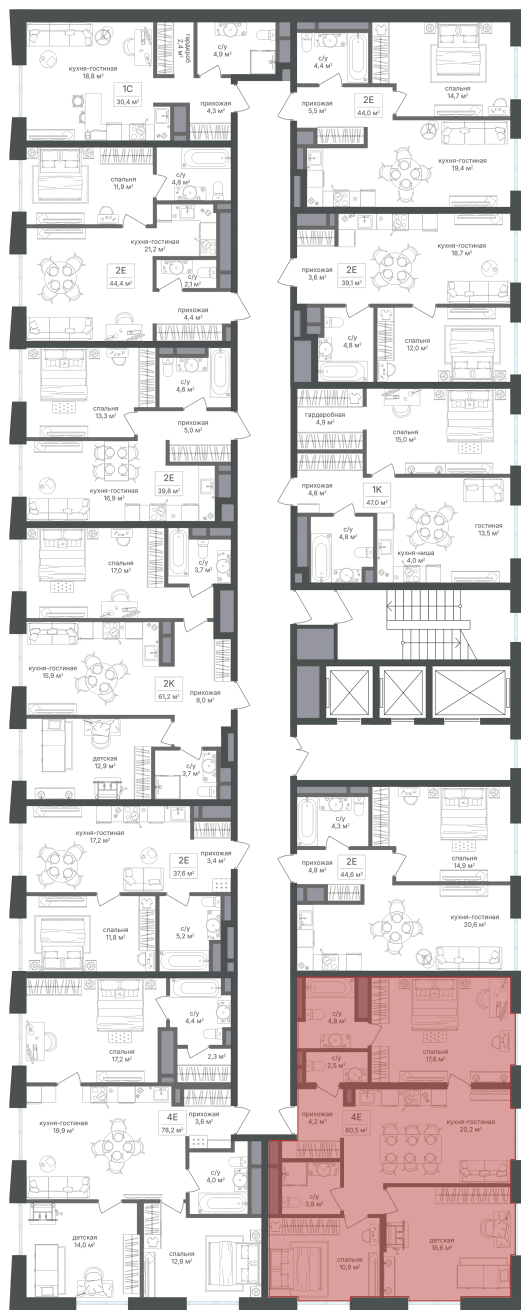 кухня-гостиная
18,8 м²
гардероб
2,4 м²
с/у
4,9 м²
1С
30,4 м²
прихожая
4,3 м²
с/у
4,4 м²
спальня
14,7 м²
прихожая
5,5 м²
2Е
44,0 м²
кухня-гостиная
19,4 м²
спальня
11,9 м²
с/у
4,8 м²
кухня-гостиная
21,2 м²
2Е
44,4 м²
с/у
2,1 м²
прихожая
4,4 м²
прихожая
3,6 м²
2Е
39,1 м²
кухня-гостиная
18,7 м²
с/у
4,8 м²
спальня
12,0 м²
спальня
13,3 м²
с/у
4,6 м²
прихожая
5,0 м²
кухня-гостиная
16,9 м²
2Е
39,8 м²
гардеробная
4,9 м²
спальня
15,0 м²
прихожая
4,8 м²
1К
47,0 м²
гостиная
13,5 м²
с/у
4,8 м²
кухня-ниша
4,0 м²
спальня
17,0 м²
с/у
3,7 м²
кухня-гостиная
15,9 м²
2К
61,2 м²
прихожая
8,0 м²
детская
12,9 м²
с/у
3,7 м²
кухня-гостиная
17,2 м²
2Е
37,6 м²
прихожая
3,4 м²
спальня
11,8 м²
с/у
5,2 м²
с/у
4,3 м²
спальня
14,9 м²
прихожая
4,8 м²
2Е
44,6 м²
кухня-гостиная
20,6 м²
спальня
17,2 м²
с/у
4,4 м²
2,3 м²
кухня-гостиная
19,9 м²
4Е
78,2 м²
прихожая
3,6 м²
с/у
4,0 м²
детская
14,0 м²
спальня
12,8 м²
с/у
4,8 м²
спальня
17,6 м²
с/у
2,5 м²
прихожая
4,2 м²
4Е
80,5 м²
кухня-гостиная
20,2 м²
с/у
3,8 м²
спальня
10,8 м²
детская
16,6 м²